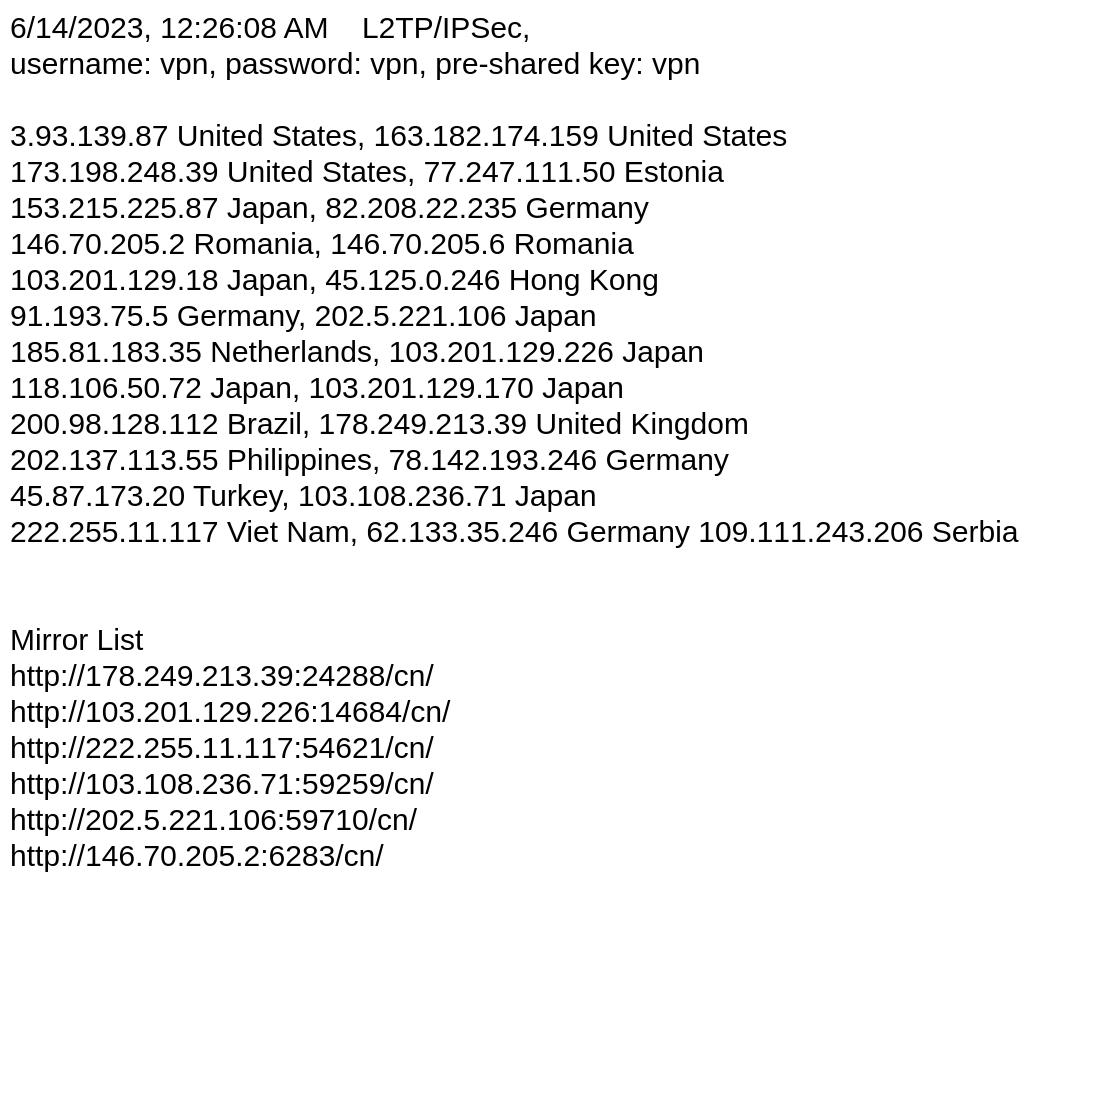 6/14/2023, 12:26:08 AM    L2TP/IPSec,
username: vpn, password: vpn, pre-shared key: vpn
3.93.139.87 United States, 163.182.174.159 United States
173.198.248.39 United States, 77.247.111.50 Estonia
153.215.225.87 Japan, 82.208.22.235 Germany
146.70.205.2 Romania, 146.70.205.6 Romania
103.201.129.18 Japan, 45.125.0.246 Hong Kong
91.193.75.5 Germany, 202.5.221.106 Japan
185.81.183.35 Netherlands, 103.201.129.226 Japan
118.106.50.72 Japan, 103.201.129.170 Japan
200.98.128.112 Brazil, 178.249.213.39 United Kingdom
202.137.113.55 Philippines, 78.142.193.246 Germany
45.87.173.20 Turkey, 103.108.236.71 Japan
222.255.11.117 Viet Nam, 62.133.35.246 Germany 109.111.243.206 Serbia
Mirror List
http://178.249.213.39:24288/cn/
http://103.201.129.226:14684/cn/
http://222.255.11.117:54621/cn/
http://103.108.236.71:59259/cn/
http://202.5.221.106:59710/cn/
http://146.70.205.2:6283/cn/